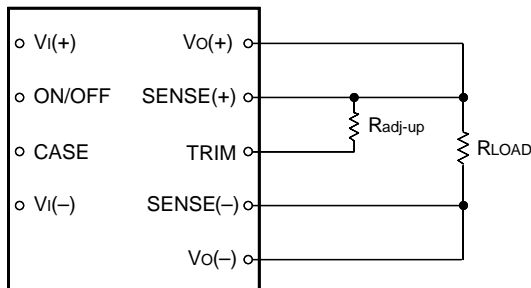 VI(+) VO(+)
ON/OFF SENSE(+)
Radj-up
CASE TRIM
RLOAD
VI(–) SENSE(–)
VO(–)